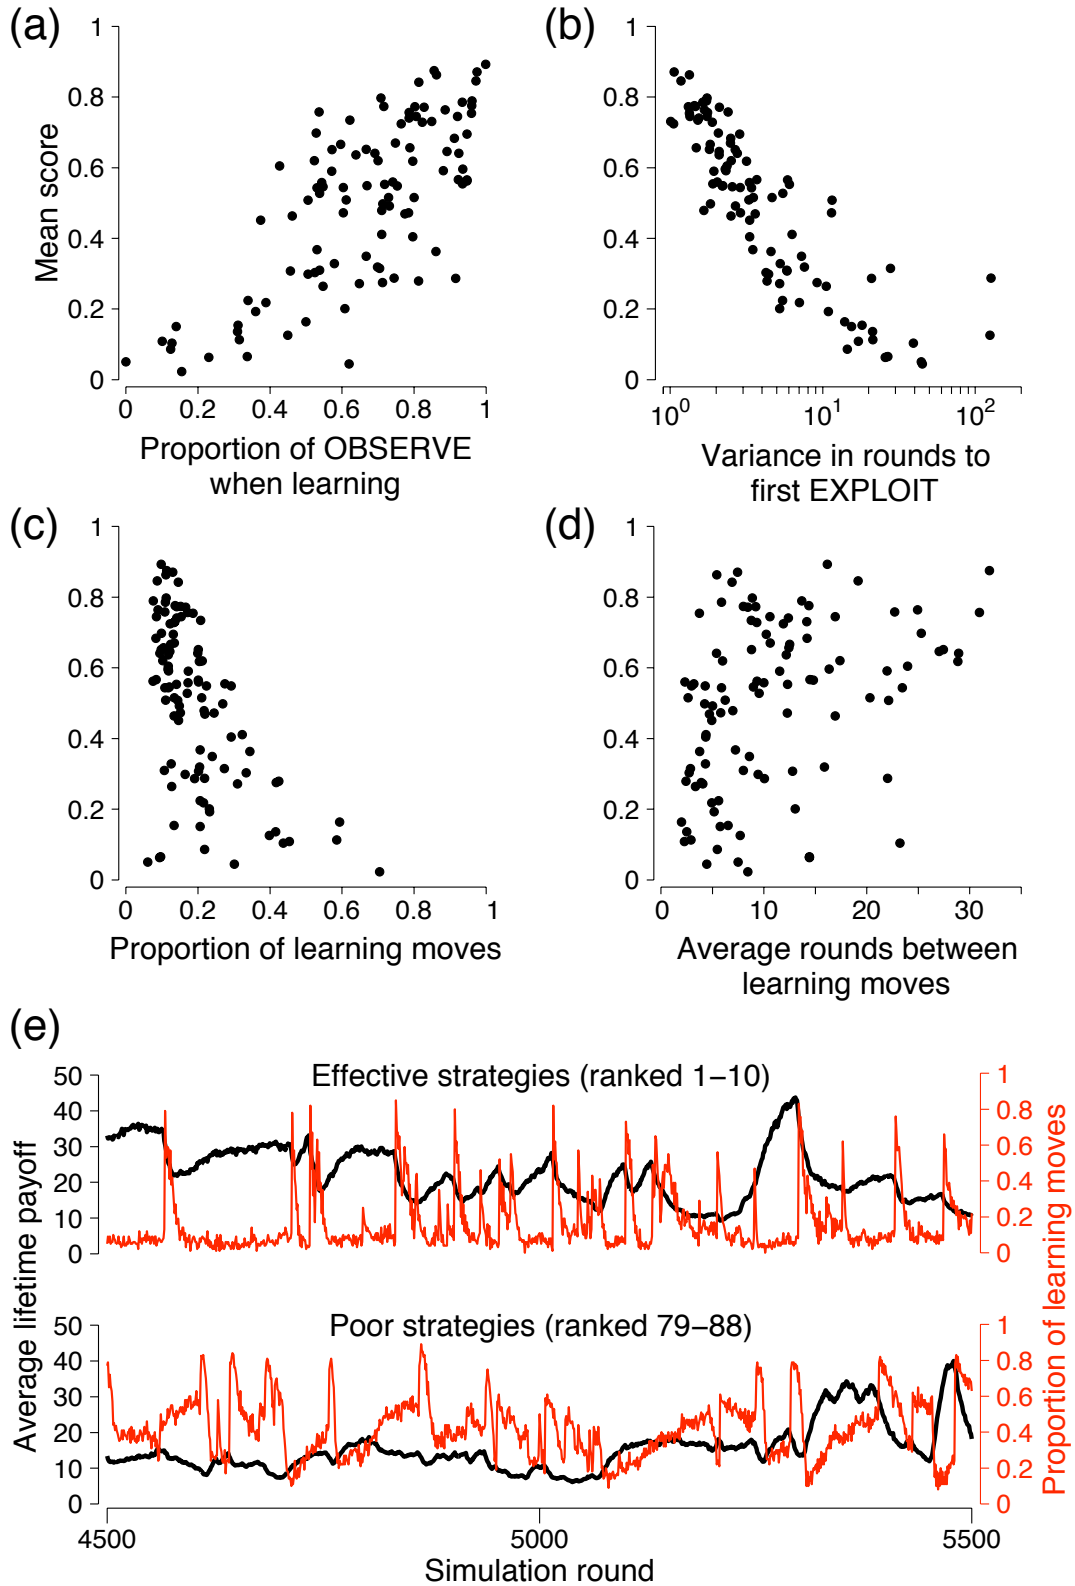 (a)
(b)
1
0.8
0.6
0.4
0.2
0
Mean score
0 0.2 0.4 0.6 0.8 1
Proportion of OBSERVE
when learning
1
0.8
0.6
0.4
0.2
0
10^0 10^1 10^2
Variance in rounds to
first EXPLOIT
(c)
(d)
1
0.8
0.6
0.4
0.2
0
0 0.2 0.4 0.6 0.8 1
Proportion of learning moves
1
0.8
0.6
0.4
0.2
0
0 10 20 30
Average rounds between
learning moves
(e)
Effective strategies (ranked 1−10)
50
40
30
20
10
0
1
0.8
0.6
0.4
0.2
0
Poor strategies (ranked 79−88)
50
40
30
20
10
0
1
0.8
0.6
0.4
0.2
0
Average lifetime payoff
Proportion of learning moves
4500 5000 5500
Simulation round